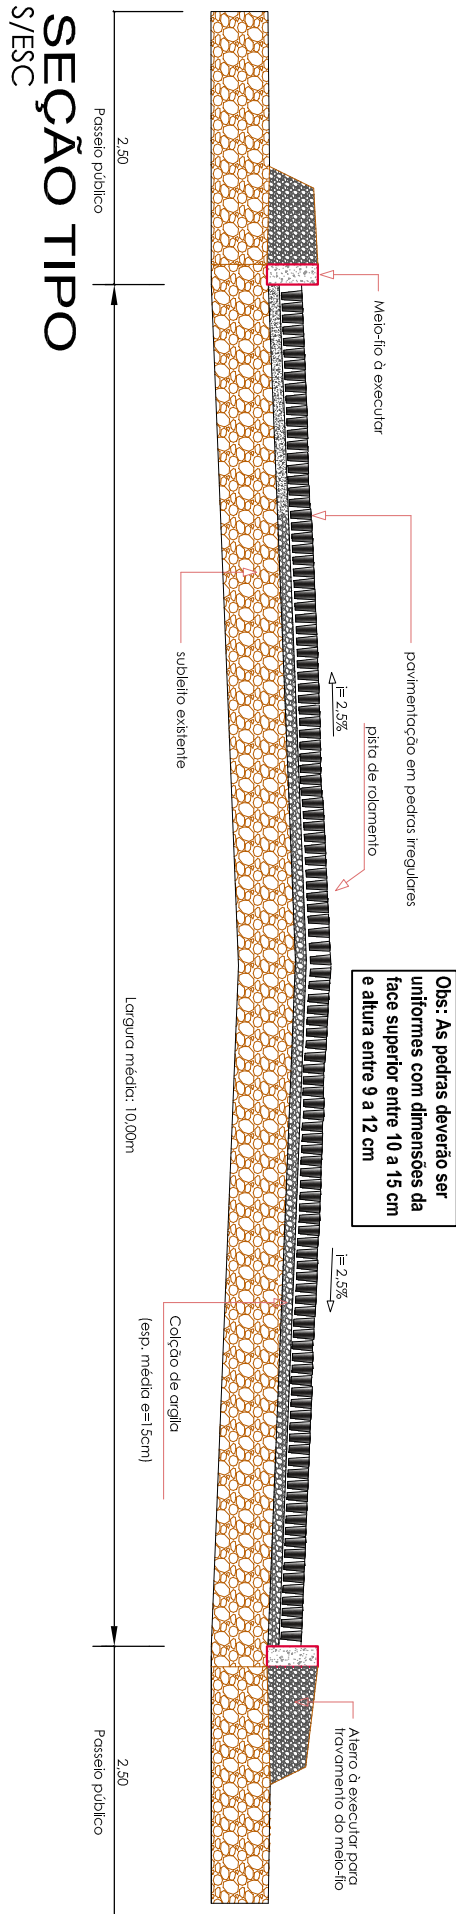 Obs: As pedras deverão ser
uniformes com dimensões da
face superior entre 10 a 15 cm
e altura entre 9 a 12 cm
Meio-fio à executar
pavimentação em pedras irregulares
i= 2,5%
pista de rolamento
i= 2,5%
Aterro à executar para
travamento do meio-fio
subleito existente
Colção de argila
(esp. média e=15cm)
2,50
Passeio público
Largura média: 10,00m
2,50
Passeio público
SEÇÃO TIPO
S/ESC